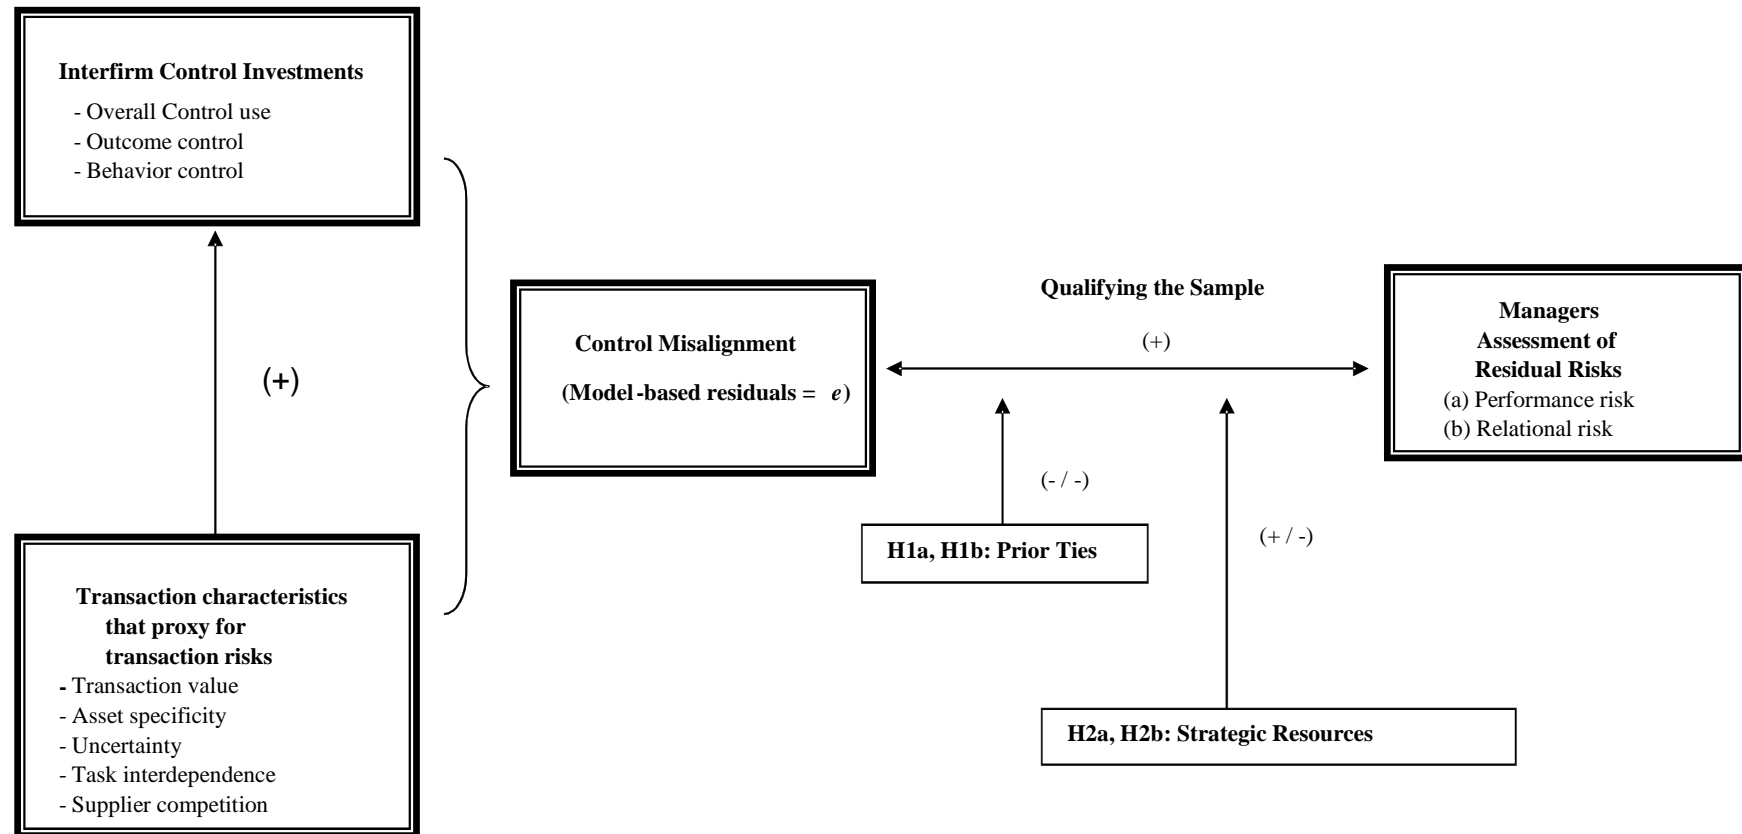 Interfirm Control Investments
- Overall Control use
- Outcome control
- Behavior control
(+)
Transaction characteristics
that proxy for
transaction risks
- Transaction value
- Asset specificity
- Uncertainty
- Task interdependence
- Supplier competition
Control Misalignment
(Model-based residuals = e)
Qualifying the Sample
(+)
(- / -)
H1a, H1b: Prior Ties
(+ / -)
H2a, H2b: Strategic Resources
Managers
Assessment of
Residual Risks
(a) Performance risk
(b) Relational risk